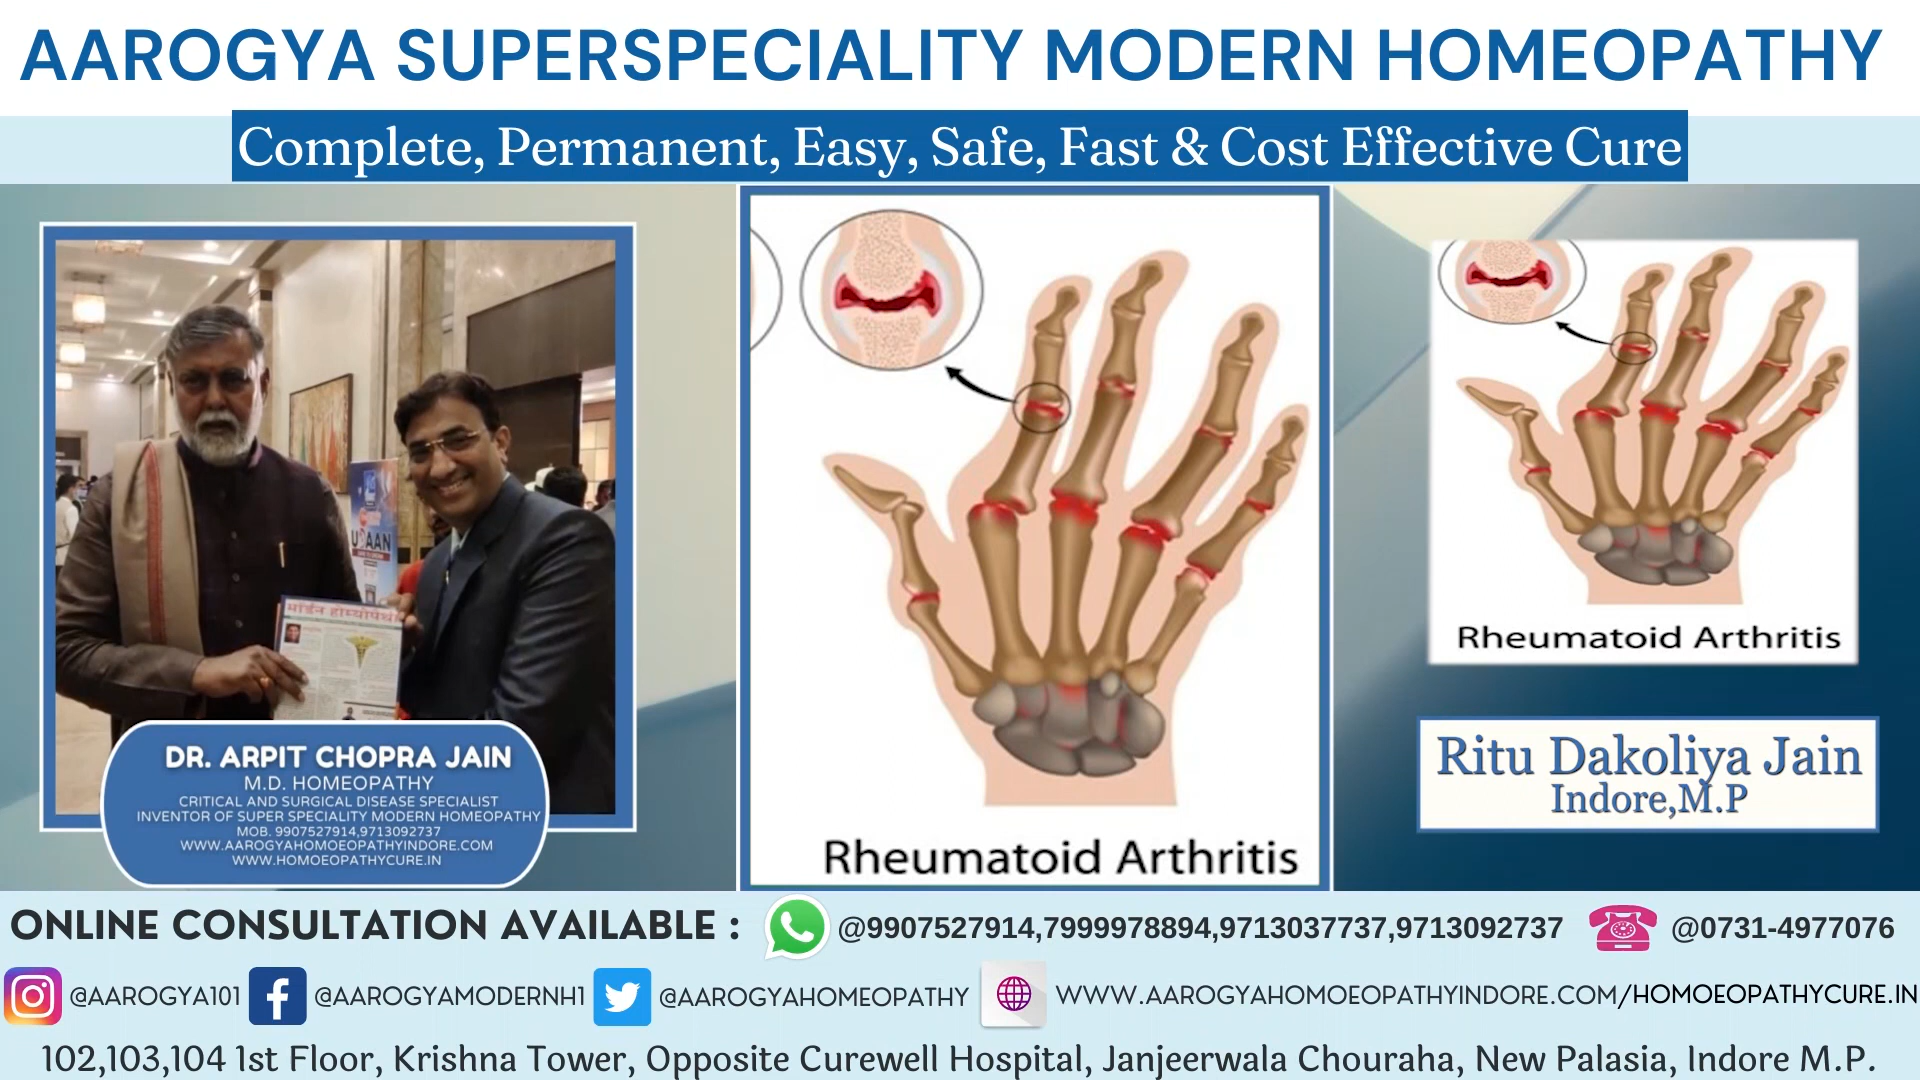 AAROGYA SUPERSPECIALITY MODERN HOMEOPATHY
Complete, Permanent, Easy, Safe, Fast & Cost Effective Cure
मॉर्डन होम्योपैथी
DR. ARPIT CHOPRA JAIN
M.D. HOMEOPATHY
CRITICAL AND SURGICAL DISEASE SPECIALIST
INVENTOR OF SUPER SPECIALITY MODERN HOMEOPATHY
MOB. 9907527914,9713092737
WWW.AAROGYAHOMOEOPATHYINDORE.COM
WWW.HOMOEOPATHYCURE.IN
Rheumatoid Arthritis
Rheumatoid Arthritis
Ritu Dakoliya Jain
Indore,M.P
ONLINE CONSULTATION AVAILABLE : @9907527914,7999978894,9713037737,9713092737 @0731-4977076
@AAROGYA101 @AAROGYAMODERNH1 @AAROGYAHOMEOPATHY WWW.AAROGYAHOMOEOPATHYINDORE.COM/HOMOEOPATHYCURE.IN
102,103,104 1st Floor, Krishna Tower, Opposite Curewell Hospital, Janjeerwala Chouraha, New Palasia, Indore M.P.